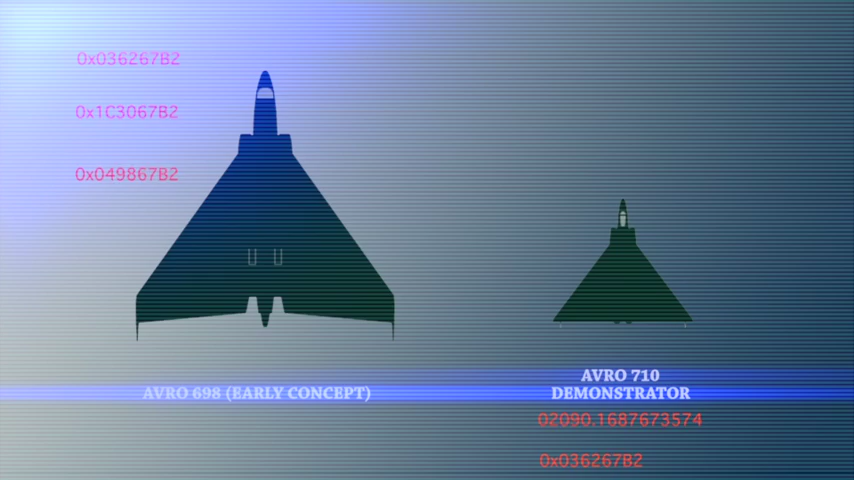 0x036267B2
0x1C3067B2
0x049867B2
AVRO 698 (EARLY CONCEPT)
AVRO 710
DEMONSTRATOR
02090.1687673574
0x036267B2